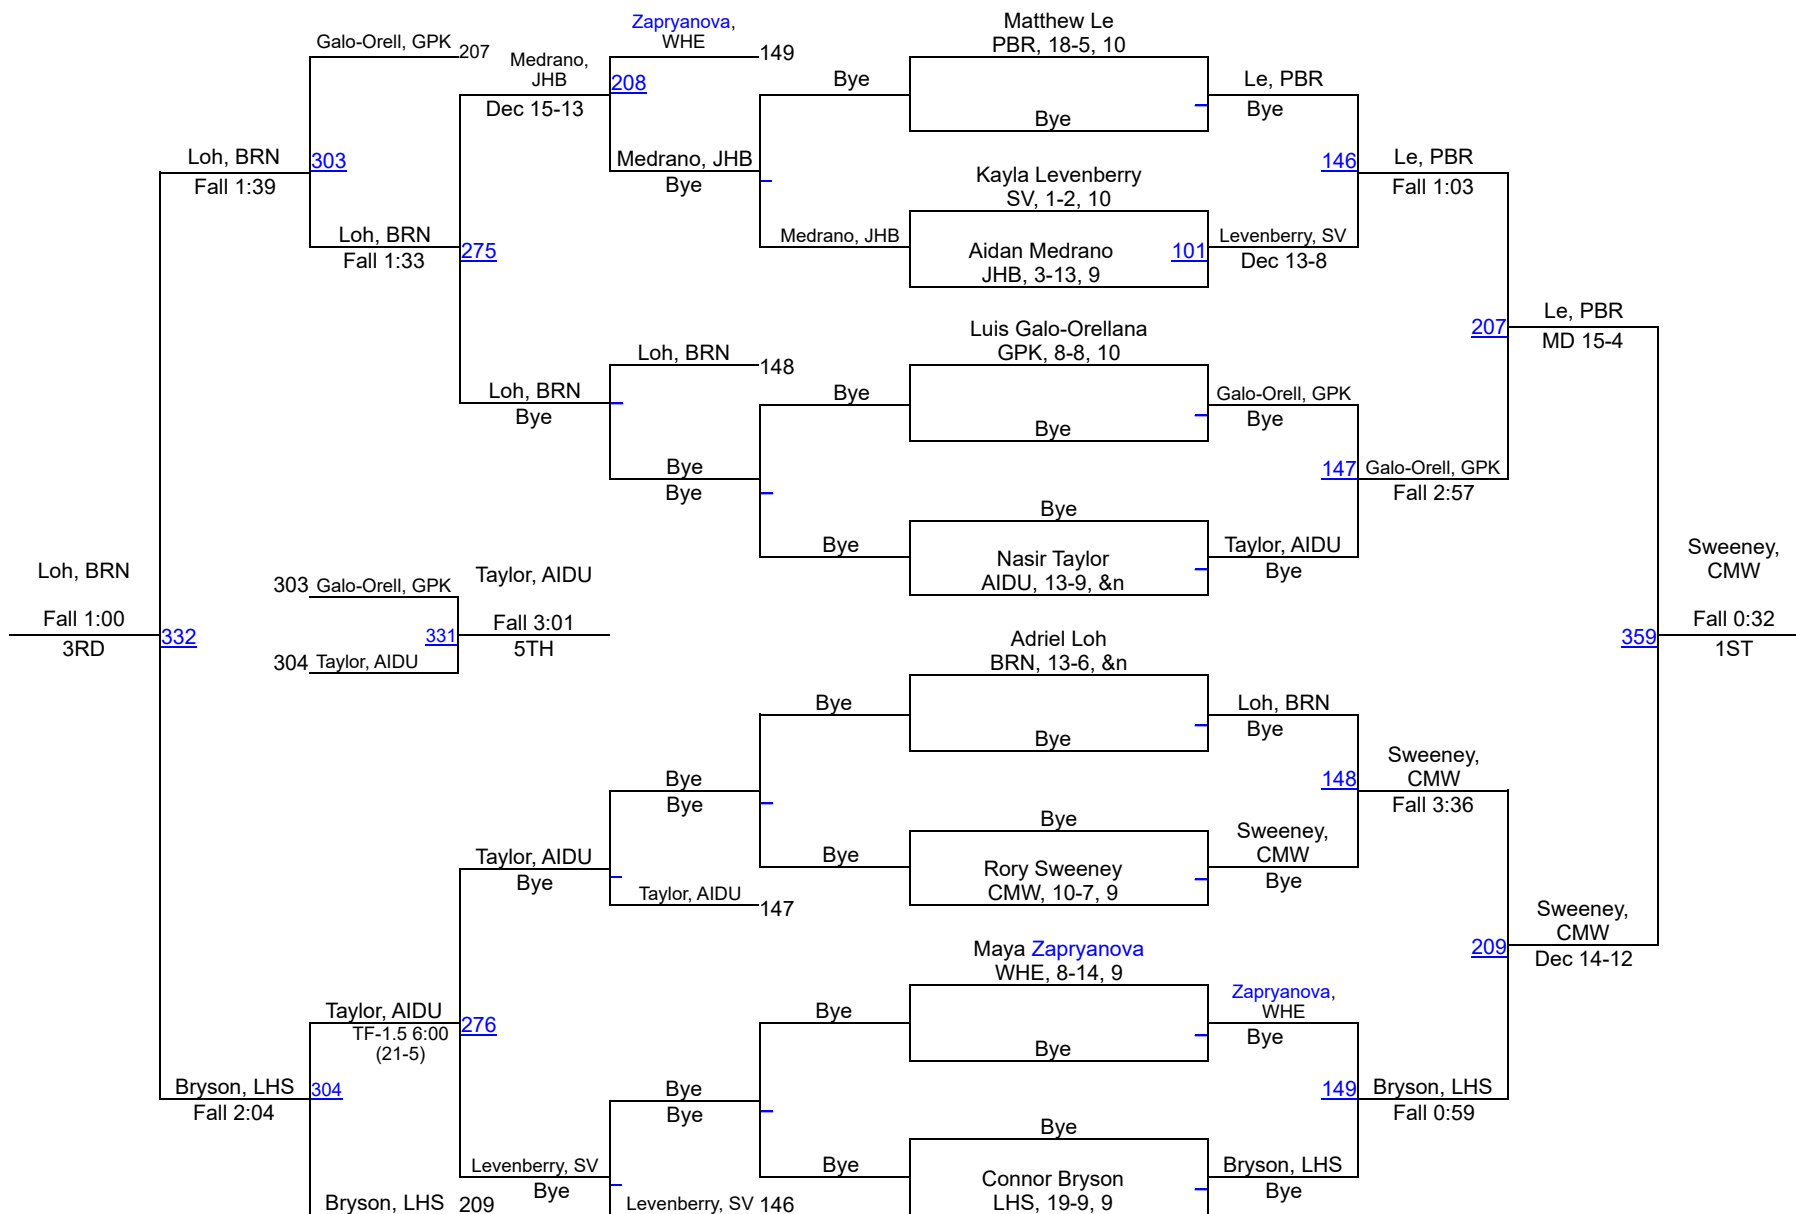 Galo-Orell, GPK
207
Medrano,
JHB
Dec 15-13
Zapryanova,
WHE
149
208
Medrano, JHB
Bye
Bye
Matthew Le
PBR, 18-5, 10
Bye
Le, PBR
Bye
Loh, BRN
Fall 1:39
303
Loh, BRN
Fall 1:33
275
Medrano, JHB
Kayla Levenberry
SV, 1-2, 10
Aidan Medrano
JHB, 3-13, 9
101
Levenberry, SV
Dec 13-8
146
Le, PBR
Fall 1:03
Loh, BRN
148
Loh, BRN
Bye
Bye
Luis Galo-Orellana
GPK, 8-8, 10
Bye
Galo-Orell, GPK
Bye
207
Le, PBR
MD 15-4
Bye
Bye
Bye
Bye
Nasir Taylor
AIDU, 13-9, &n
Taylor, AIDU
Bye
147
Galo-Orell, GPK
Fall 2:57
Loh, BRN
Fall 1:00
3RD
332
303
Galo-Orell, GPK
304
Taylor, AIDU
331
Taylor, AIDU
Fall 3:01
5TH
Sweeney,
CMW
Fall 0:32
1ST
359
Bye
Adriel Loh
BRN, 13-6, &n
Bye
Loh, BRN
Bye
148
Sweeney,
CMW
Fall 3:36
Bye
Bye
Taylor, AIDU
Bye
Taylor, AIDU
147
Bye
Bye
Rory Sweeney
CMW, 10-7, 9
Sweeney,
CMW
Bye
209
Sweeney,
CMW
Dec 14-12
Taylor, AIDU
TF-1.5 6:00
(21-5)
276
Bye
Maya Zapryanova
WHE, 8-14, 9
Bye
Zapryanova,
WHE
Bye
Bryson, LHS
Fall 2:04
304
Bye
Bye
149
Bryson, LHS
Fall 0:59
Levenberry, SV
Bye
Bryson, LHS
209
Levenberry, SV
146
Bye
Bye
Connor Bryson
LHS, 19-9, 9
Bryson, LHS
Bye